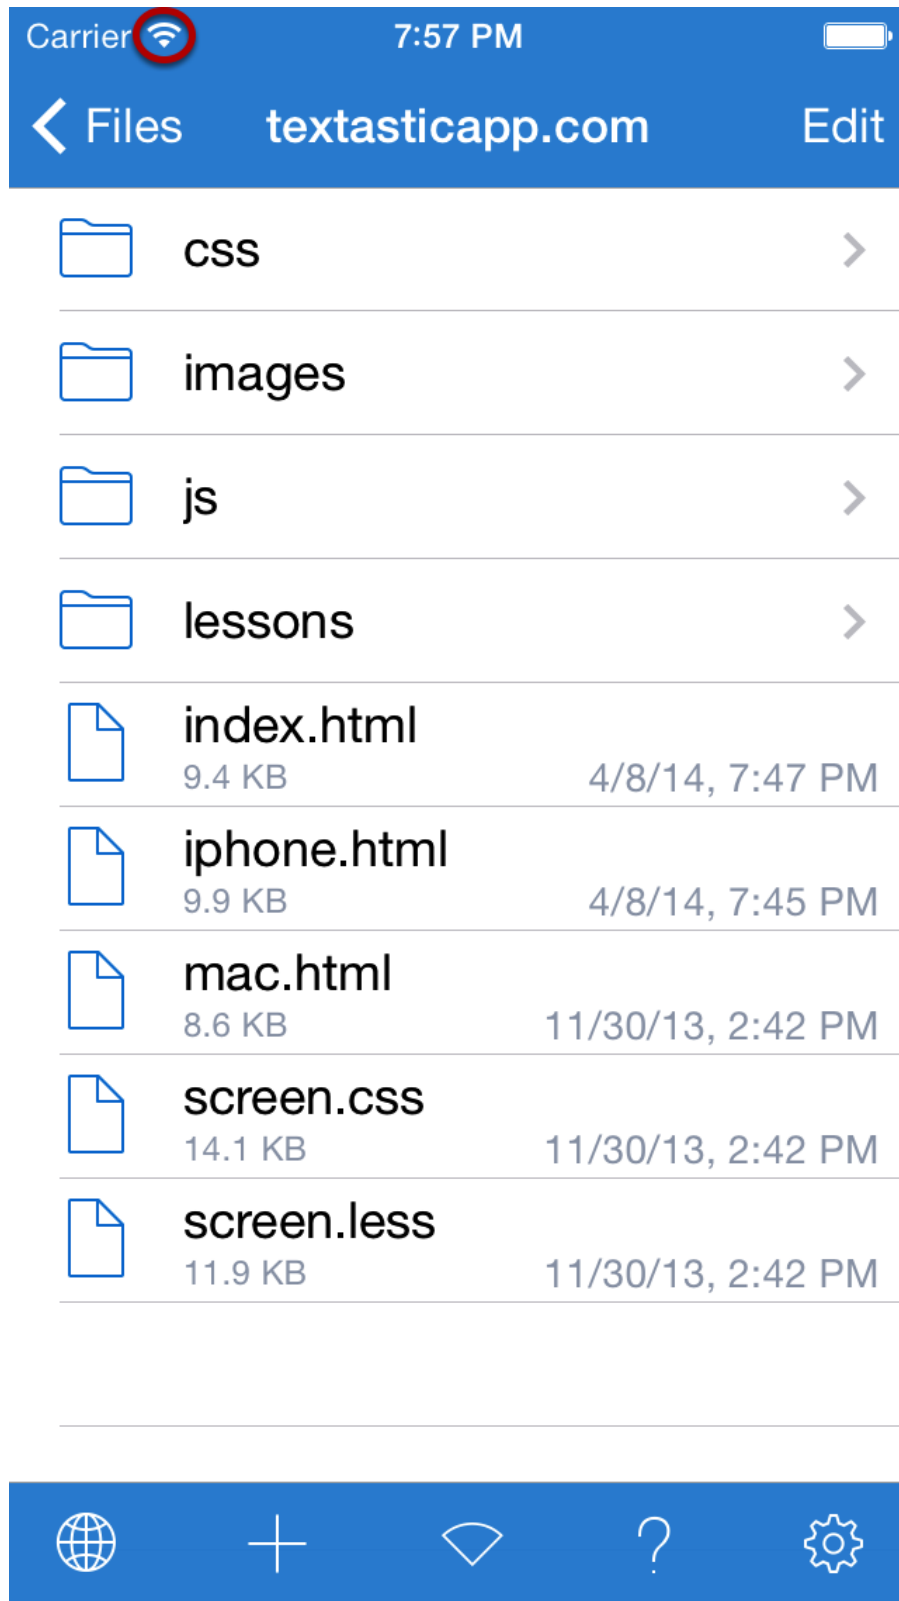 Carrier 7:57 PM
Files textasticapp.com Edit
css
images
js
lessons
index.html
9.4 KB 4/8/14, 7:47 PM
iphone.html
9.9 KB 4/8/14, 7:45 PM
mac.html
8.6 KB 11/30/13, 2:42 PM
screen.css
14.1 KB 11/30/13, 2:42 PM
screen.less
11.9 KB 11/30/13, 2:42 PM